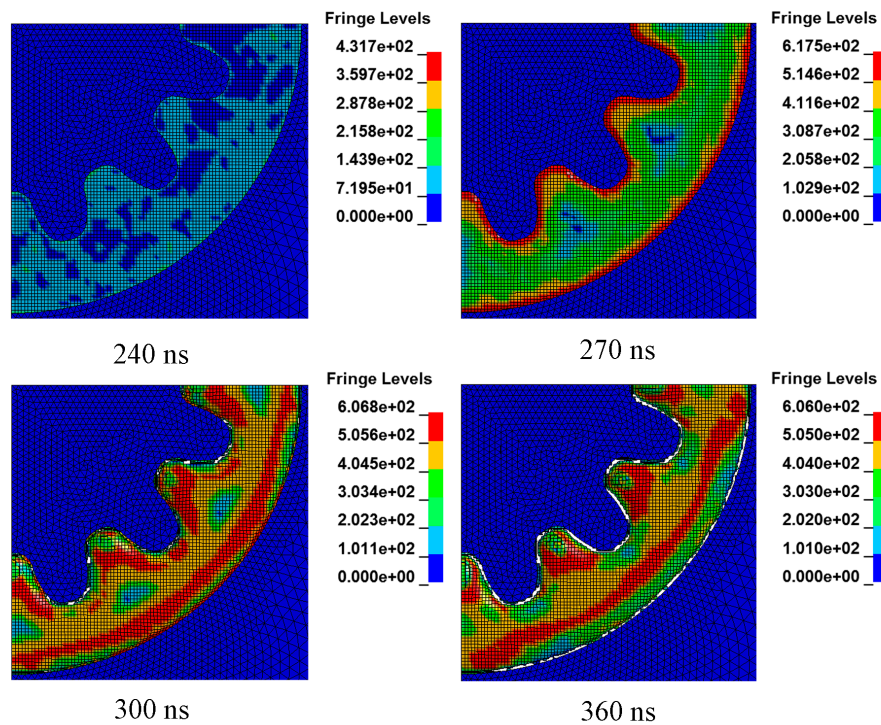 Fringe Levels
4.317e+02
3.597e+02
2.878e+02
2.158e+02
1.439e+02
7.195e+01
0.000e+00
240 ns
Fringe Levels
6.175e+02
5.146e+02
4.116e+02
3.087e+02
2.058e+02
1.029e+02
0.000e+00
270 ns
Fringe Levels
6.068e+02
5.056e+02
4.045e+02
3.034e+02
2.023e+02
1.011e+02
0.000e+00
300 ns
Fringe Levels
6.060e+02
5.050e+02
4.040e+02
3.030e+02
2.020e+02
1.010e+02
0.000e+00
360 ns